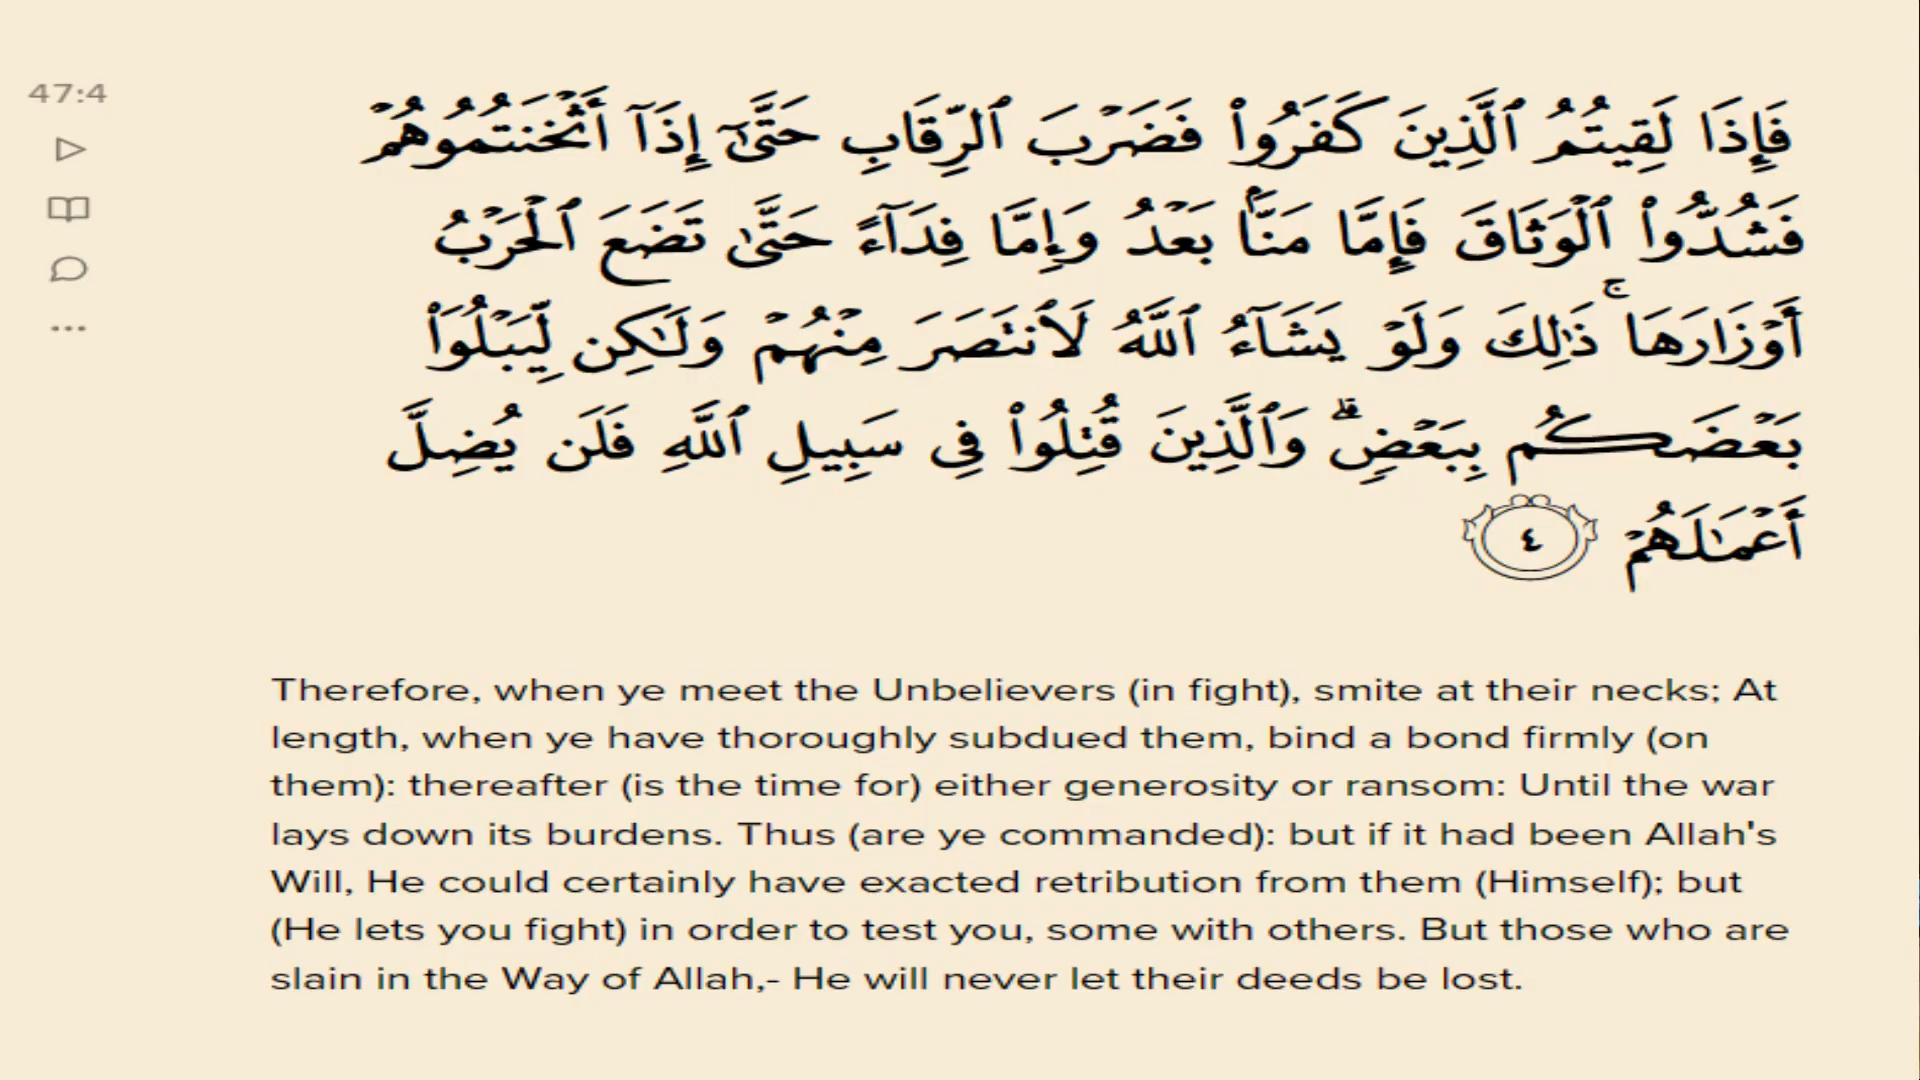 47:4
فَإِذَا لَقِيتُمُ ٱلَّذِينَ كَفَرُوا۟ فَضَرْبَ ٱلرِّقَابِ حَتَّىٰٓ إِذَآ أَثْخَنتُمُوهُمْ
فَشُدُّوا۟ ٱلْوَثَاقَ فَإِمَّا مَنًّۢا بَعْدُ وَإِمَّا فِدَآءً حَتَّىٰ تَضَعَ ٱلْحَرْبُ
أَوْزَارَهَا ۚ ذَٰلِكَ وَلَوْ يَشَآءُ ٱللَّهُ لَٱنتَصَرَ مِنْهُمْ وَلَـٰكِن لِّيَبْلُوَا۟
بَعْضَكُم بِبَعْضٍ ۗ وَٱلَّذِينَ قُتِلُوا۟ فِى سَبِيلِ ٱللَّهِ فَلَن يُضِلَّ
أَعْمَـٰلَهُمْ ٤
Therefore, when ye meet the Unbelievers (in fight), smite at their necks; At
length, when ye have thoroughly subdued them, bind a bond firmly (on
them): thereafter (is the time for) either generosity or ransom: Until the war
lays down its burdens. Thus (are ye commanded): but if it had been Allah's
Will, He could certainly have exacted retribution from them (Himself); but
(He lets you fight) in order to test you, some with others. But those who are
slain in the Way of Allah,- He will never let their deeds be lost.